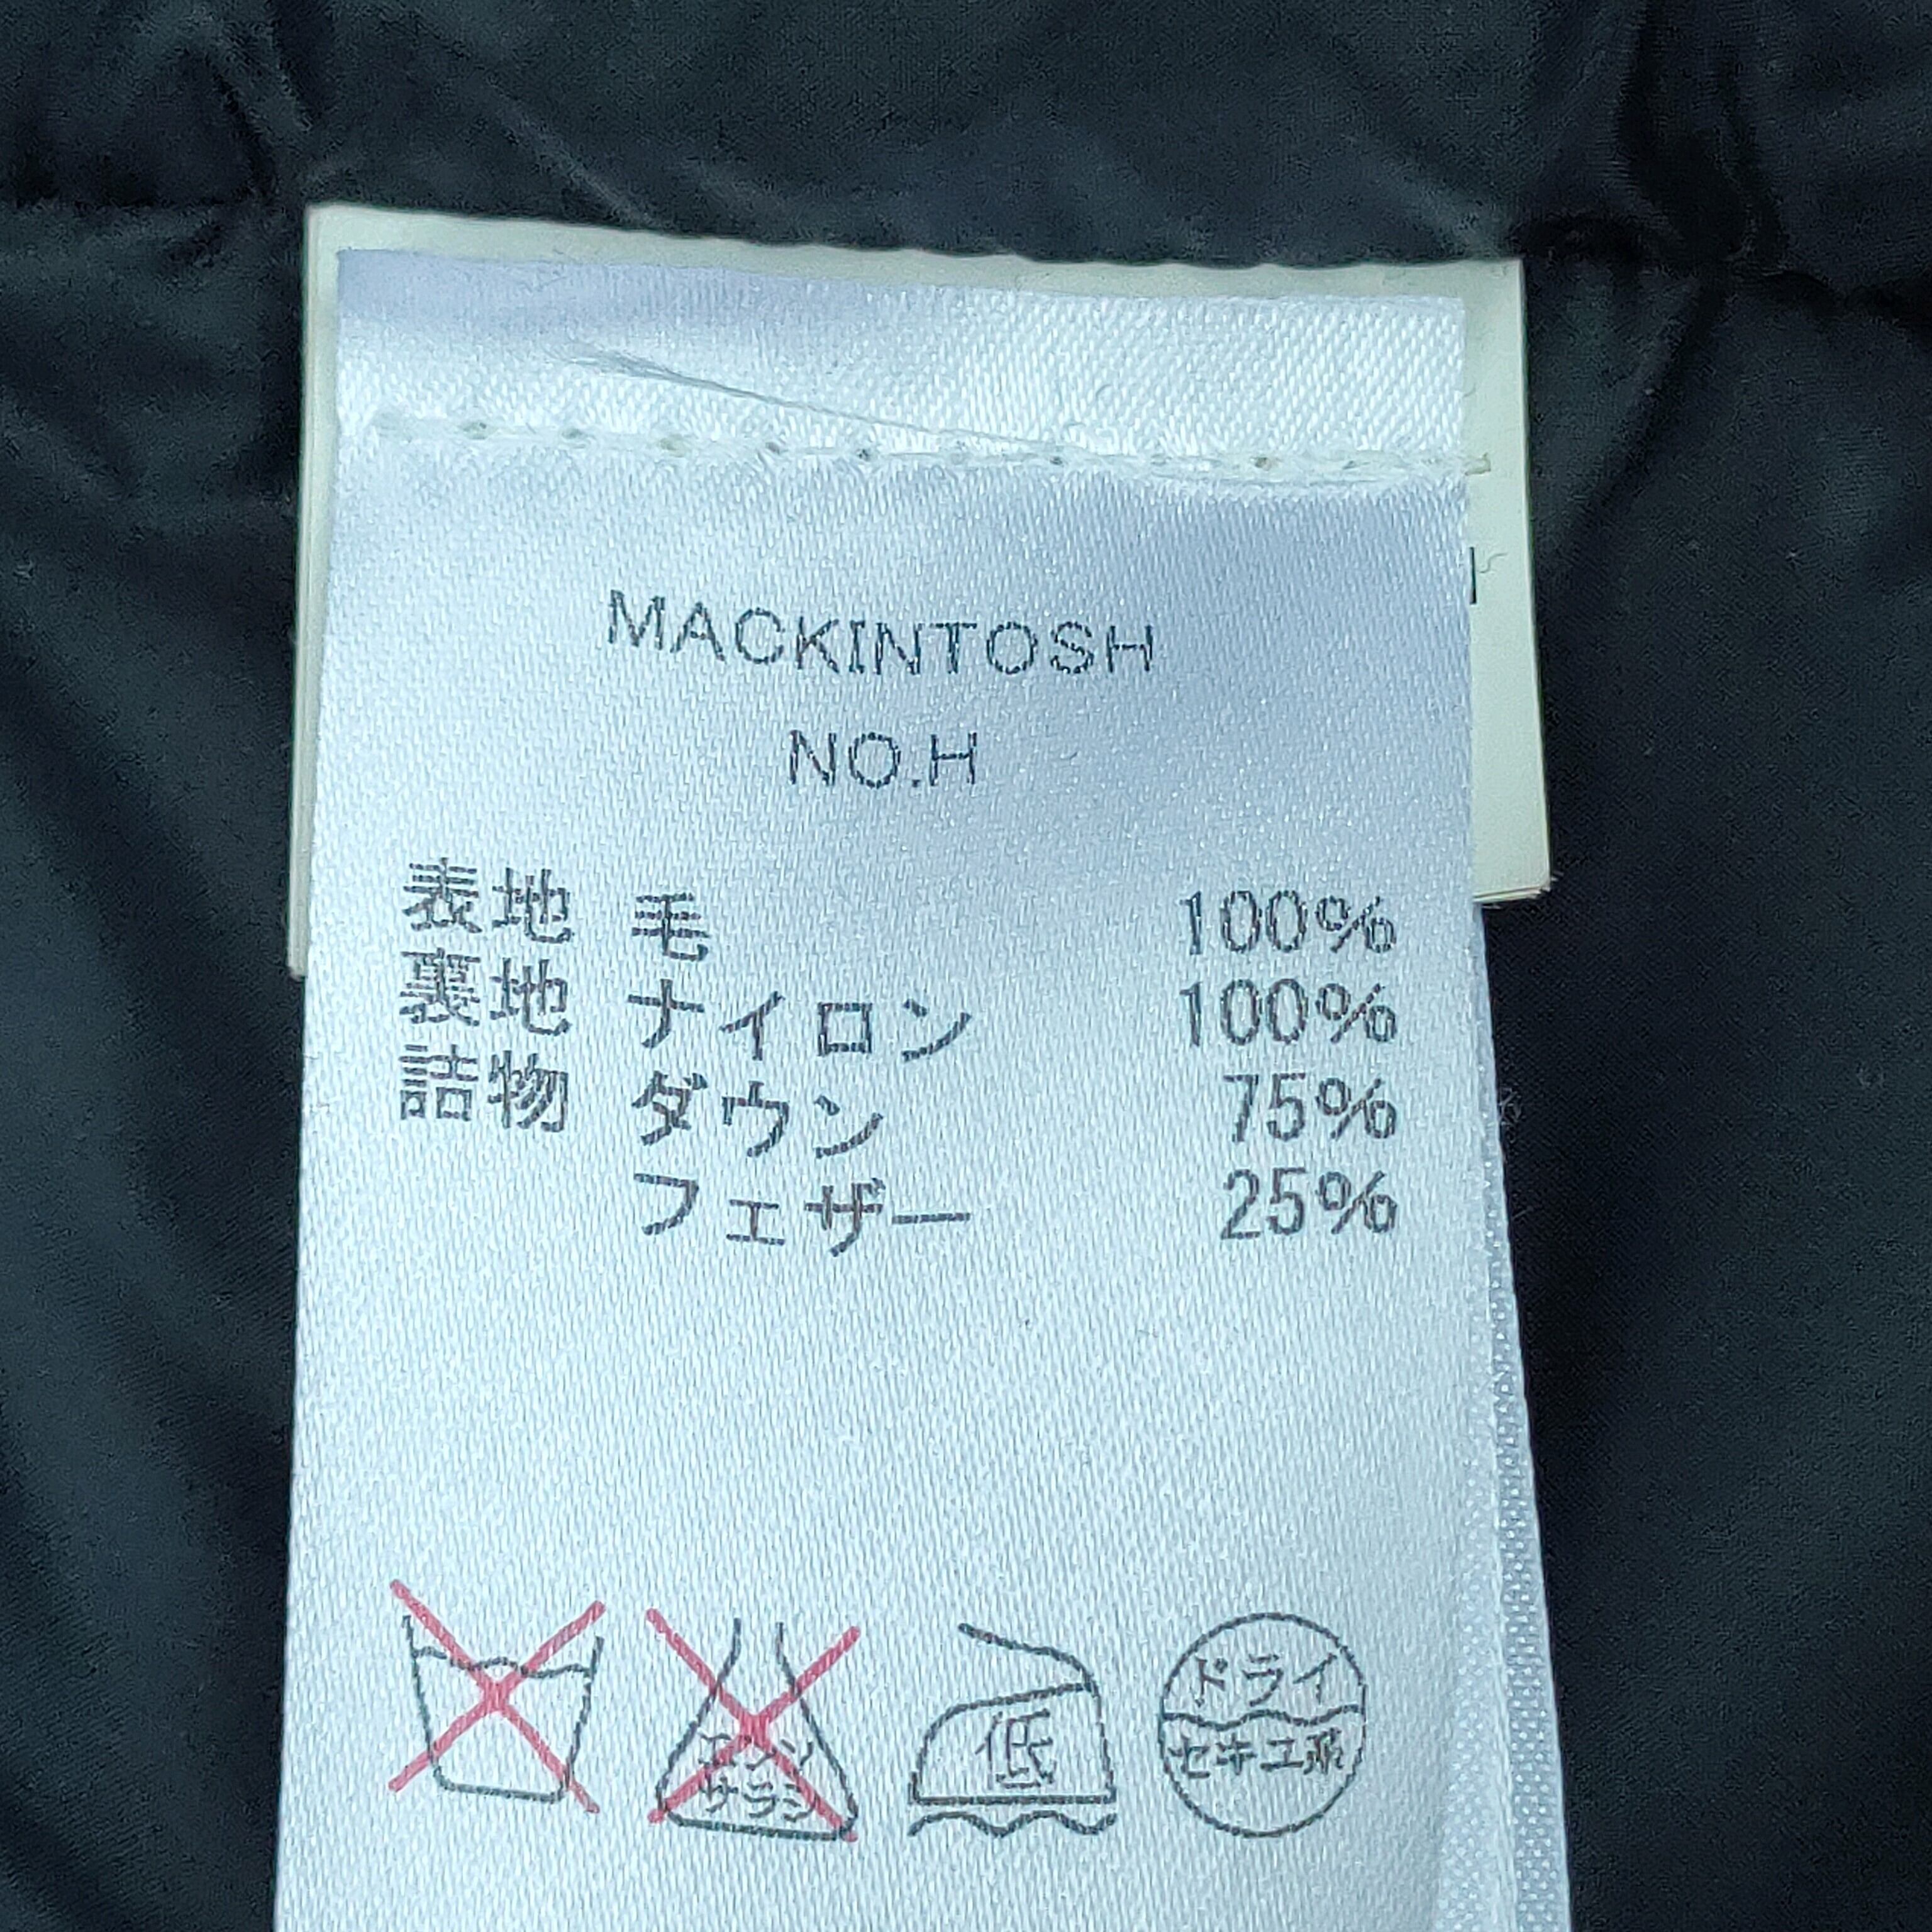 MACKINTOSH
NO.H
表地 毛 100%
裏地 ナイロン 100%
詰物 ダウン 75%
フェザー 25%
エンソ
サラシ
低
ドライ
セキユ系